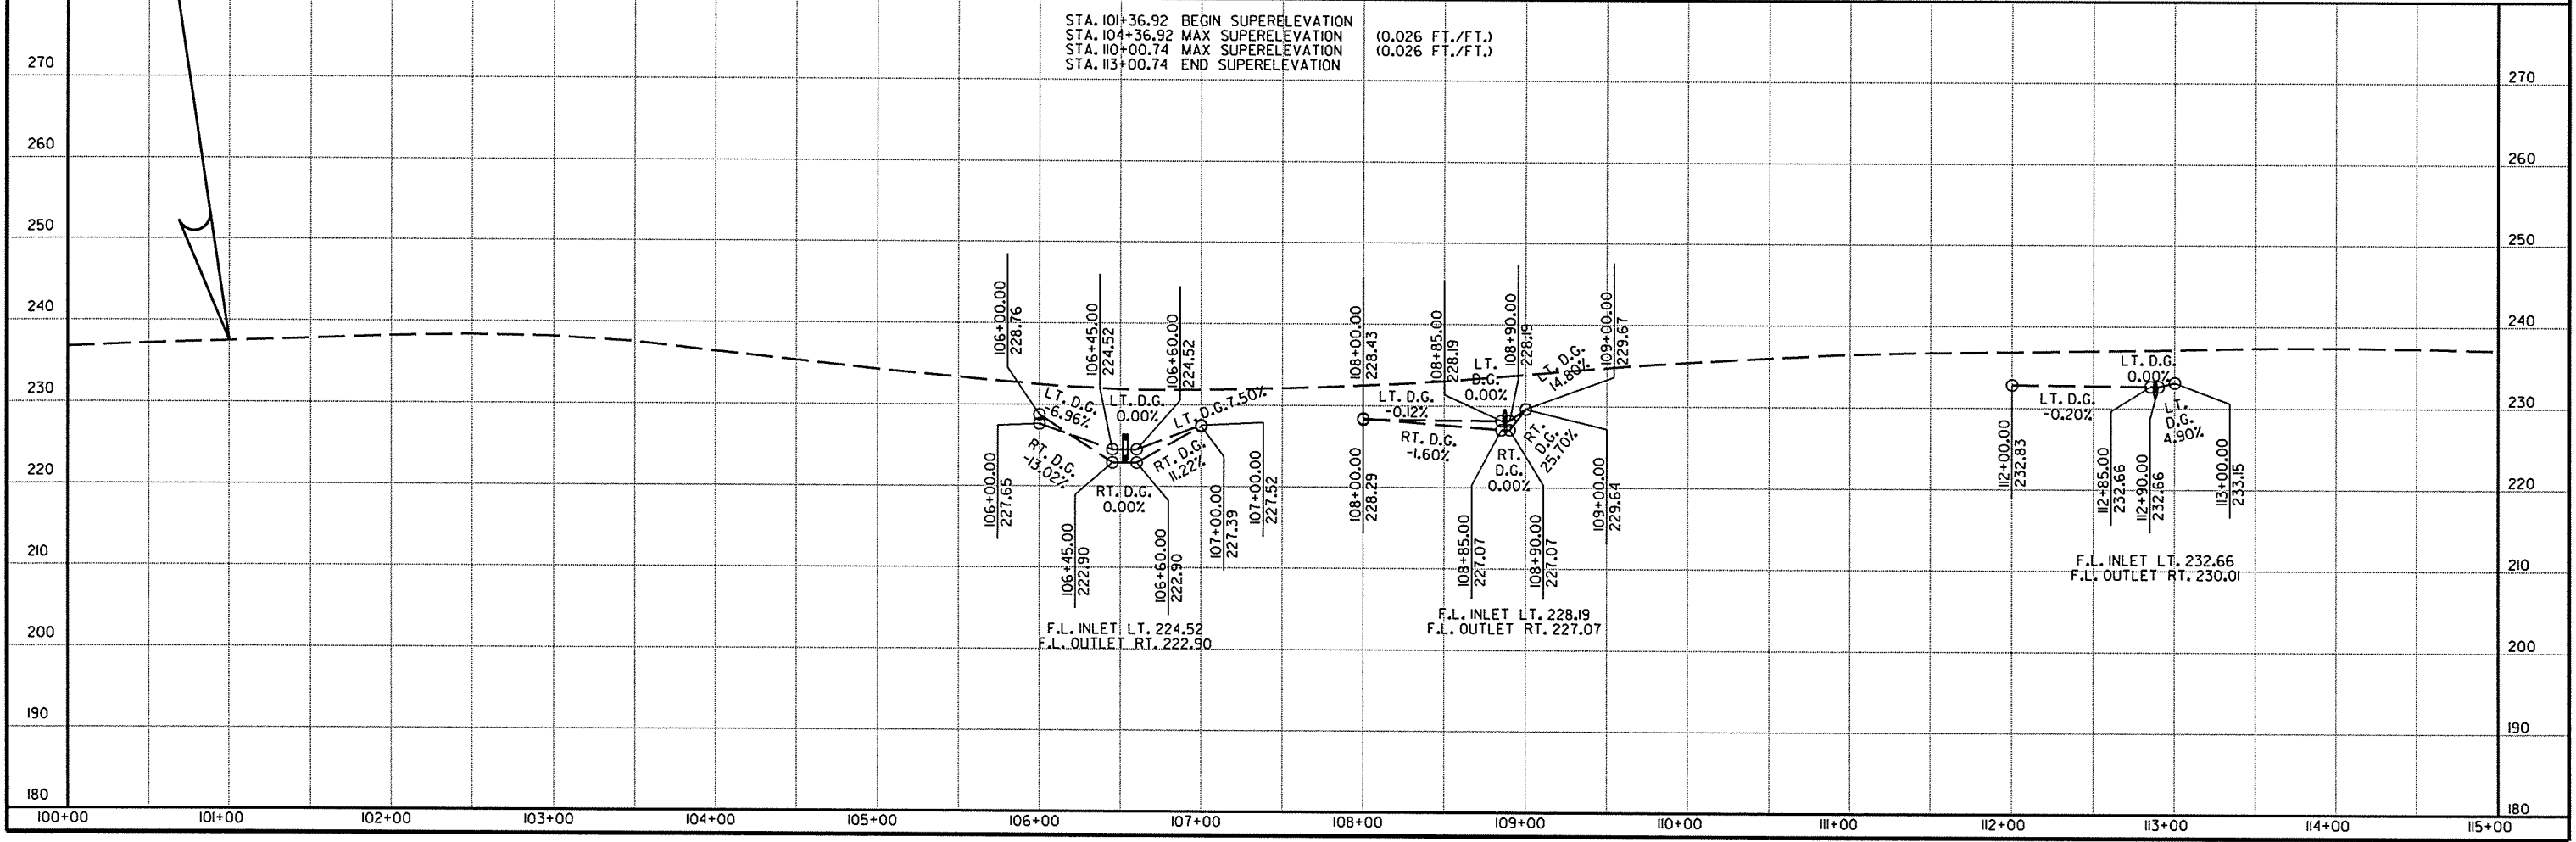 STA. 101+36.92 BEGIN SUPERELEVATION
STA. 104+36.92 MAX SUPERELEVATION (0.026 FT./FT.)
STA. 110+00.74 MAX SUPERELEVATION (0.026 FT./FT.)
STA. 113+00.74 END SUPERELEVATION
270
270
260
260
250
250
240
240
230
230
220
220
210
210
200
200
190
190
180
180
106+00.00
228.76
106+45.00
224.52
106+60.00
224.52
LT. D.G.
-6.96%
LT. D.G.
0.00%
LT. D.G. 7.50%
RT. D.G.
-13.02%
RT. D.G.
0.00%
RT. D.G.
11.22%
106+00.00
227.65
106+45.00
222.90
106+60.00
222.90
107+00.00
227.39
107+00.00
227.52
F.L. INLET LT. 224.52
F.L. OUTLET RT. 222.90
108+00.00
228.43
108+85.00
228.19
108+90.00
228.19
109+00.00
229.67
LT. D.G.
-0.12%
LT.
D.G.
0.00%
LT. D.G.
14.80%
RT. D.G.
-1.60%
RT.
D.G.
0.00%
RT.
D.G.
25.70%
108+00.00
228.29
108+85.00
227.07
108+90.00
227.07
109+00.00
229.64
F.L. INLET LT. 228.19
F.L. OUTLET RT. 227.07
LT. D.G.
0.00%
LT. D.G.
-0.20%
LT.
D.G.
4.90%
112+00.00
232.83
112+85.00
232.66
112+90.00
232.66
113+00.00
233.15
F.L. INLET LT. 232.66
F.L. OUTLET RT. 230.01
100+00 101+00 102+00 103+00 104+00 105+00 106+00 107+00 108+00 109+00 110+00 111+00 112+00 113+00 114+00 115+00